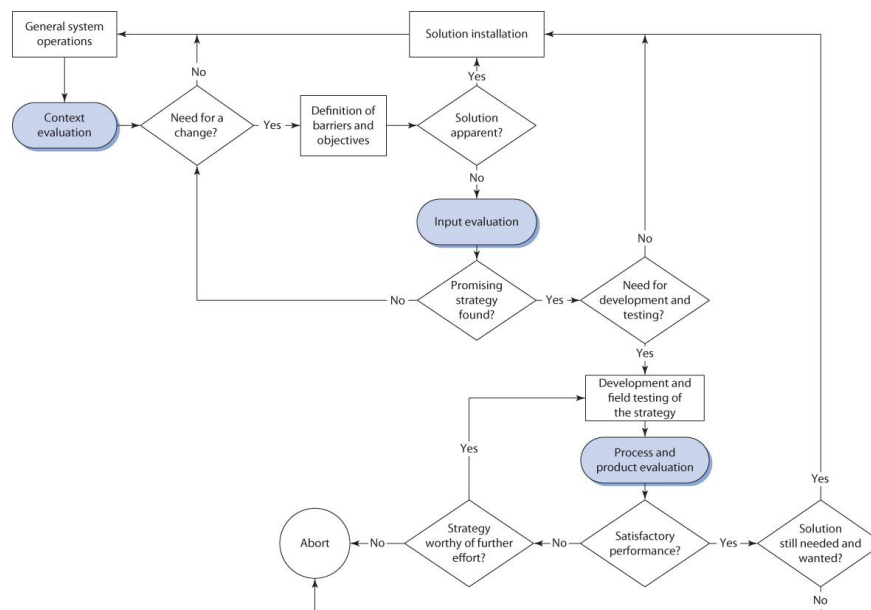 General system
operations
Solution installation
No
Yes
Context
evaluation
Need for a
change?
Yes
Definition of
barriers and
objectives
Solution
apparent?
No
Input evaluation
No
Promising
strategy
found?
No
Yes
Need for
development and
testing?
Yes
Development and
field testing of
the strategy
Yes
Process and
product evaluation
Yes
Abort
No
Strategy
worthy of further
effort?
No
Satisfactory
performance?
Yes
Solution
still needed and
wanted?
No